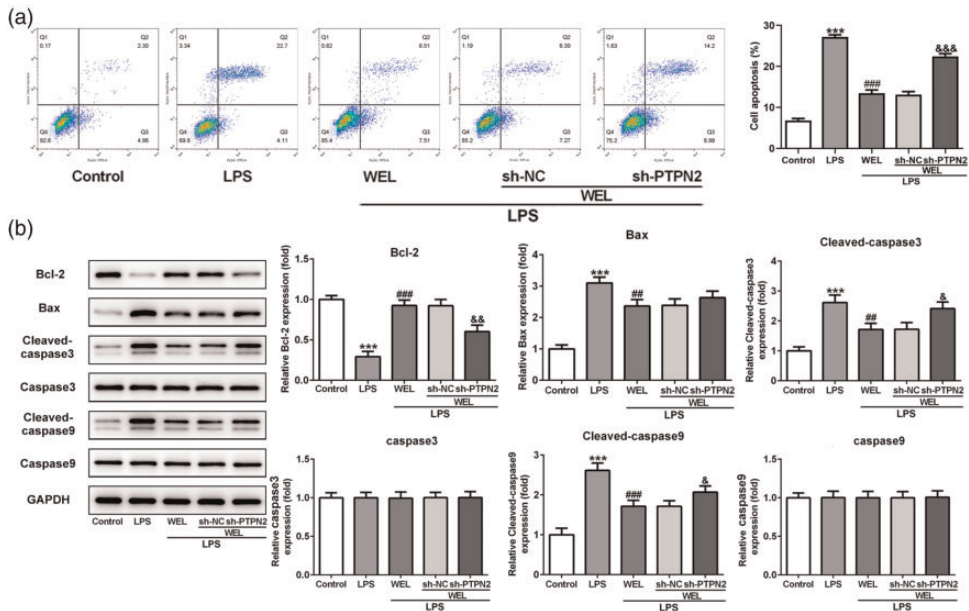 (a)
Q1
0.17
Q2
2.30
Q4
92.6
Q3
4.96
Control
Q1
3.34
Q2
22.7
Q4
69.8
Q3
4.11
LPS
Q1
0.62
Q2
6.51
Q4
85.4
Q3
7.51
WEL
Q1
1.19
Q2
6.30
Q4
85.2
Q3
7.27
sh-NC
Q1
1.63
Q2
14.2
Q4
75.2
Q3
8.99
sh-PTPN2
WEL
LPS
Cell apoptosis (%)
30
20
10
0
***
###
&&&
Control LPS WEL sh-NC sh-PTPN2
WEL
LPS
(b)
Bcl-2
Bax
Cleaved-
caspase3
Caspase3
Cleaved-
caspase9
Caspase9
GAPDH
Control LPS WEL sh-NC sh-PTPN2
WEL
LPS
Bcl-2
Relative Bcl-2 expression (fold)
1.5
1.0
0.5
0.0
***
###
&&
Control LPS WEL sh-NC sh-PTPN2
WEL
LPS
Bax
Relative Bax expression (fold)
4
3
2
1
0
***
##
Control LPS WEL sh-NC sh-PTPN2
WEL
LPS
Cleaved-caspase3
Relative Cleaved-caspase3
expression (fold)
4
3
2
1
0
***
##
&
Control LPS WEL sh-NC sh-PTPN2
WEL
LPS
caspase3
Relative caspase3
expression (fold)
1.5
1.0
0.5
0.0
Control LPS WEL sh-NC sh-PTPN2
WEL
LPS
Cleaved-caspase9
Relative Cleaved-caspase9
expression (fold)
3
2
1
0
***
###
&
Control LPS WEL sh-NC sh-PTPN2
WEL
LPS
caspase9
Relative caspase9
expression (fold)
1.5
1.0
0.5
0.0
Control LPS WEL sh-NC sh-PTPN2
WEL
LPS